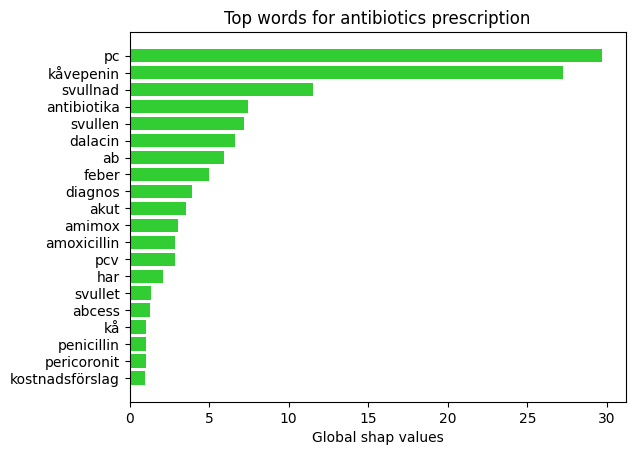 Top words for antibiotics prescription
pc
kåvepenin
svullnad
antibiotika
svullen
dalacin
ab
feber
diagnos
akut
amimox
amoxicillin
pcv
har
svullet
abcess
kå
penicillin
pericoronit
kostnadsförslag
0 5 10 15 20 25 30
Global shap values